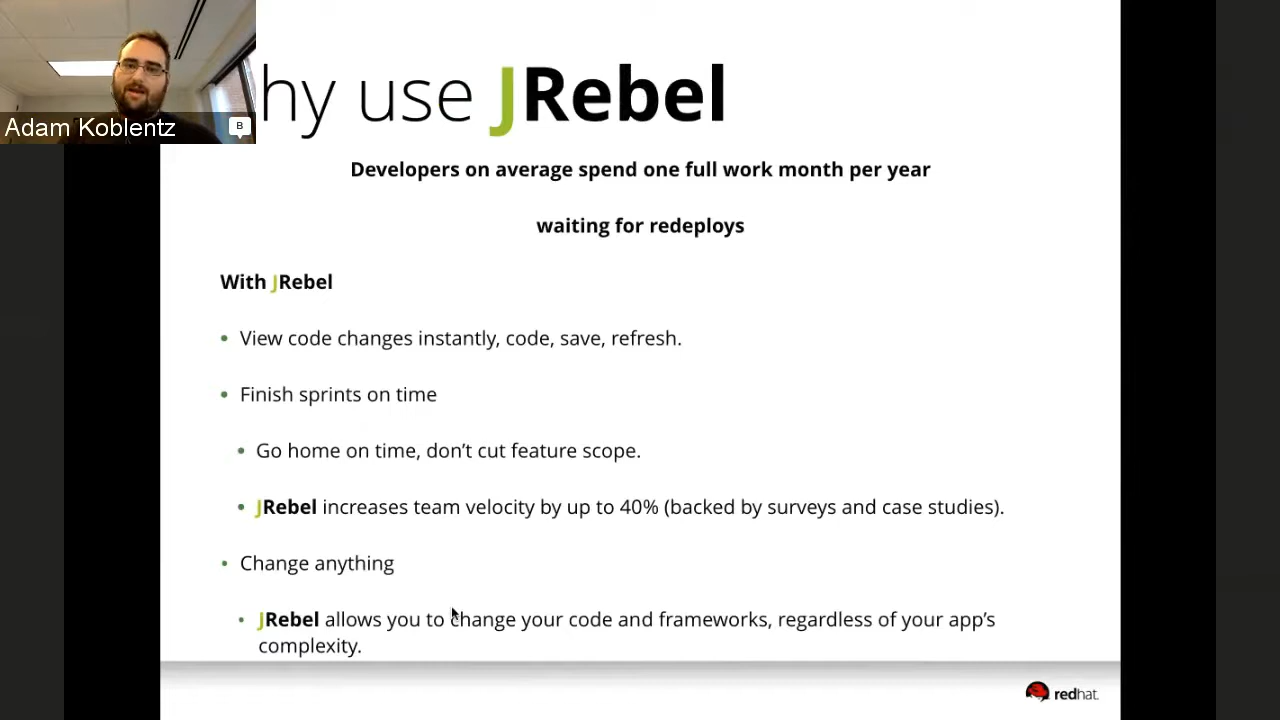 hy use JRebel
Adam Koblentz
B
Developers on average spend one full work month per year
waiting for redeploys
With JRebel
• View code changes instantly, code, save, refresh.
• Finish sprints on time
• Go home on time, don’t cut feature scope.
• JRebel increases team velocity by up to 40% (backed by surveys and case studies).
• Change anything
• JRebel allows you to change your code and frameworks, regardless of your app’s
complexity.
redhat.